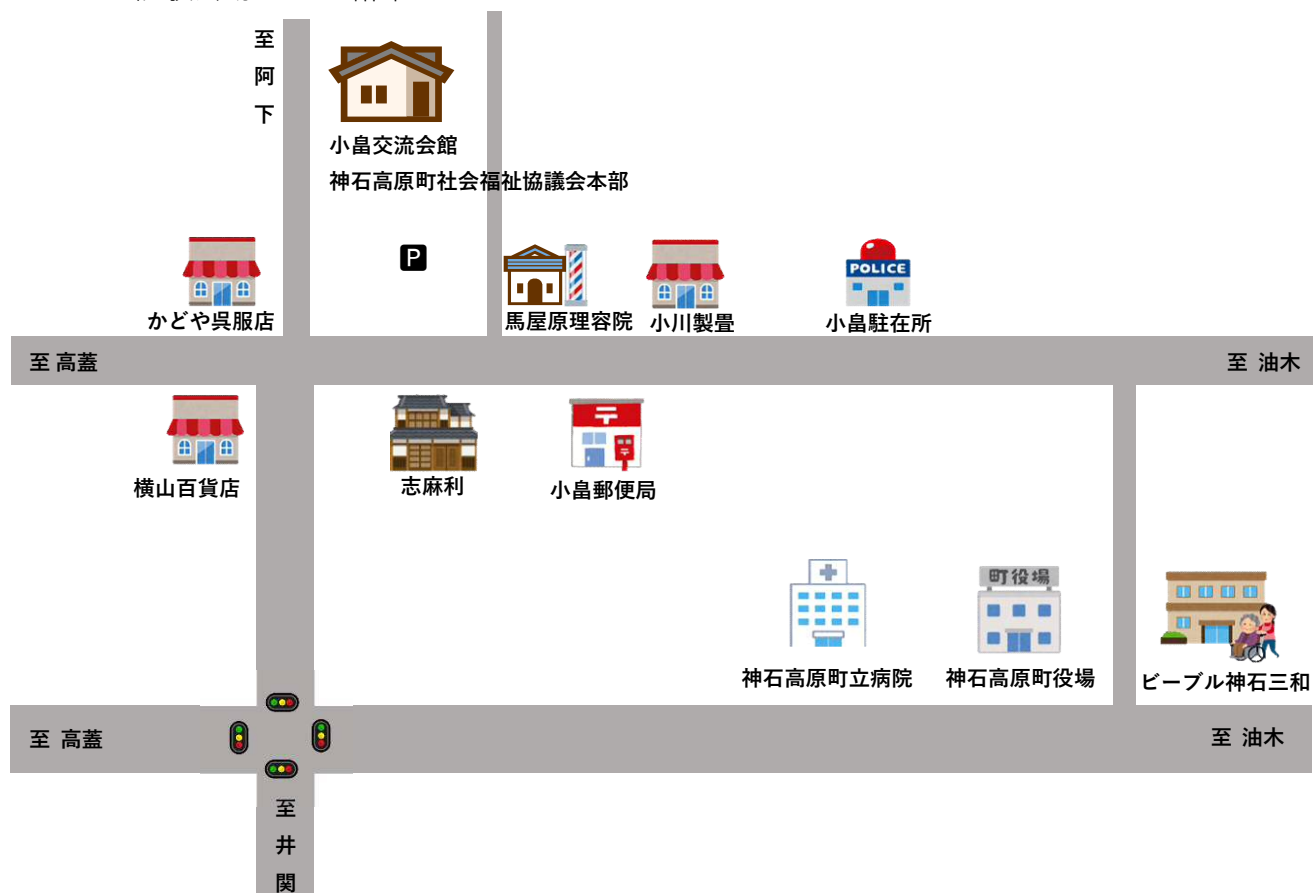 至阿下
小畠交流会館
神石高原町社会福祉協議会本部
P
POLICE
かどや呉服店
馬屋原理容院
小川製畳
小畠駐在所
至 高蓋
至 油木
〒
横山百貨店
志麻利
小畠郵便局
町役場
神石高原町立病院
神石高原町役場
ビーブル神石三和
至 高蓋
至 油木
至井関